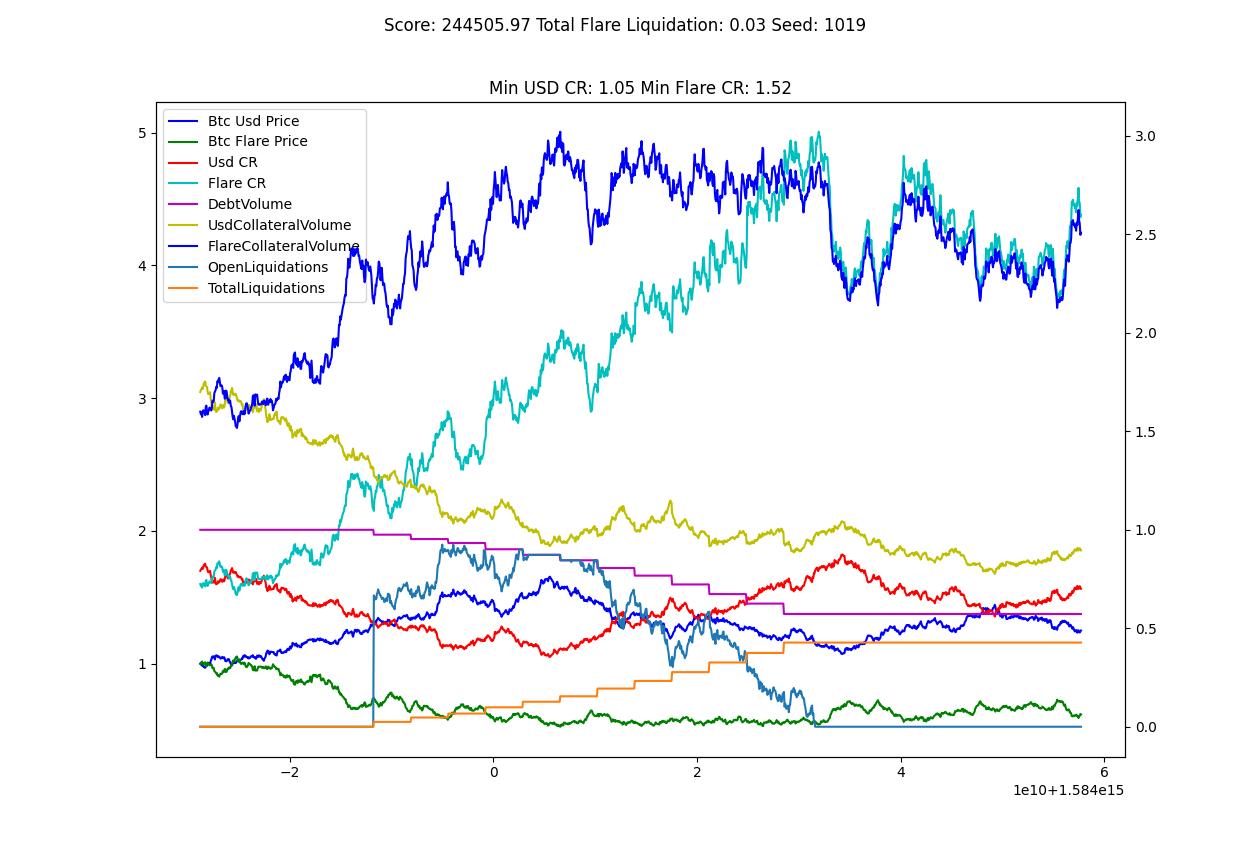 Score: 244505.97 Total Flare Liquidation: 0.03 Seed: 1019
Min USD CR: 1.05 Min Flare CR: 1.52
Btc Usd Price
Btc Flare Price
Usd CR
Flare CR
DebtVolume
UsdCollateralVolume
FlareCollateralVolume
OpenLiquidations
TotalLiquidations
5
4
3
2
1
3.0
2.5
2.0
1.5
1.0
0.5
0.0
−2 0 2 4 6
1e10+1.584e15